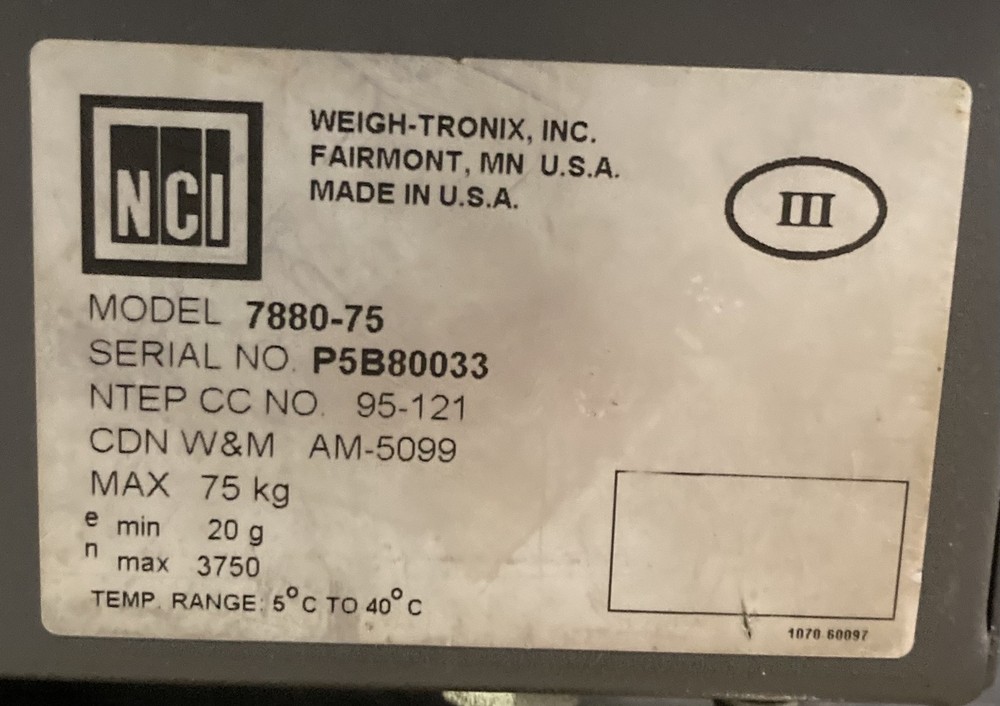 NCI
WEIGH-TRONIX, INC.
FAIRMONT, MN U.S.A.
MADE IN U.S.A.
III
MODEL 7880-75
SERIAL NO. P5B80033
NTEP CC NO. 95-121
CDN W&M AM-5099
MAX 75 kg
e min 20 g
n max 3750
TEMP. RANGE: 5°C TO 40°C
1070 60097